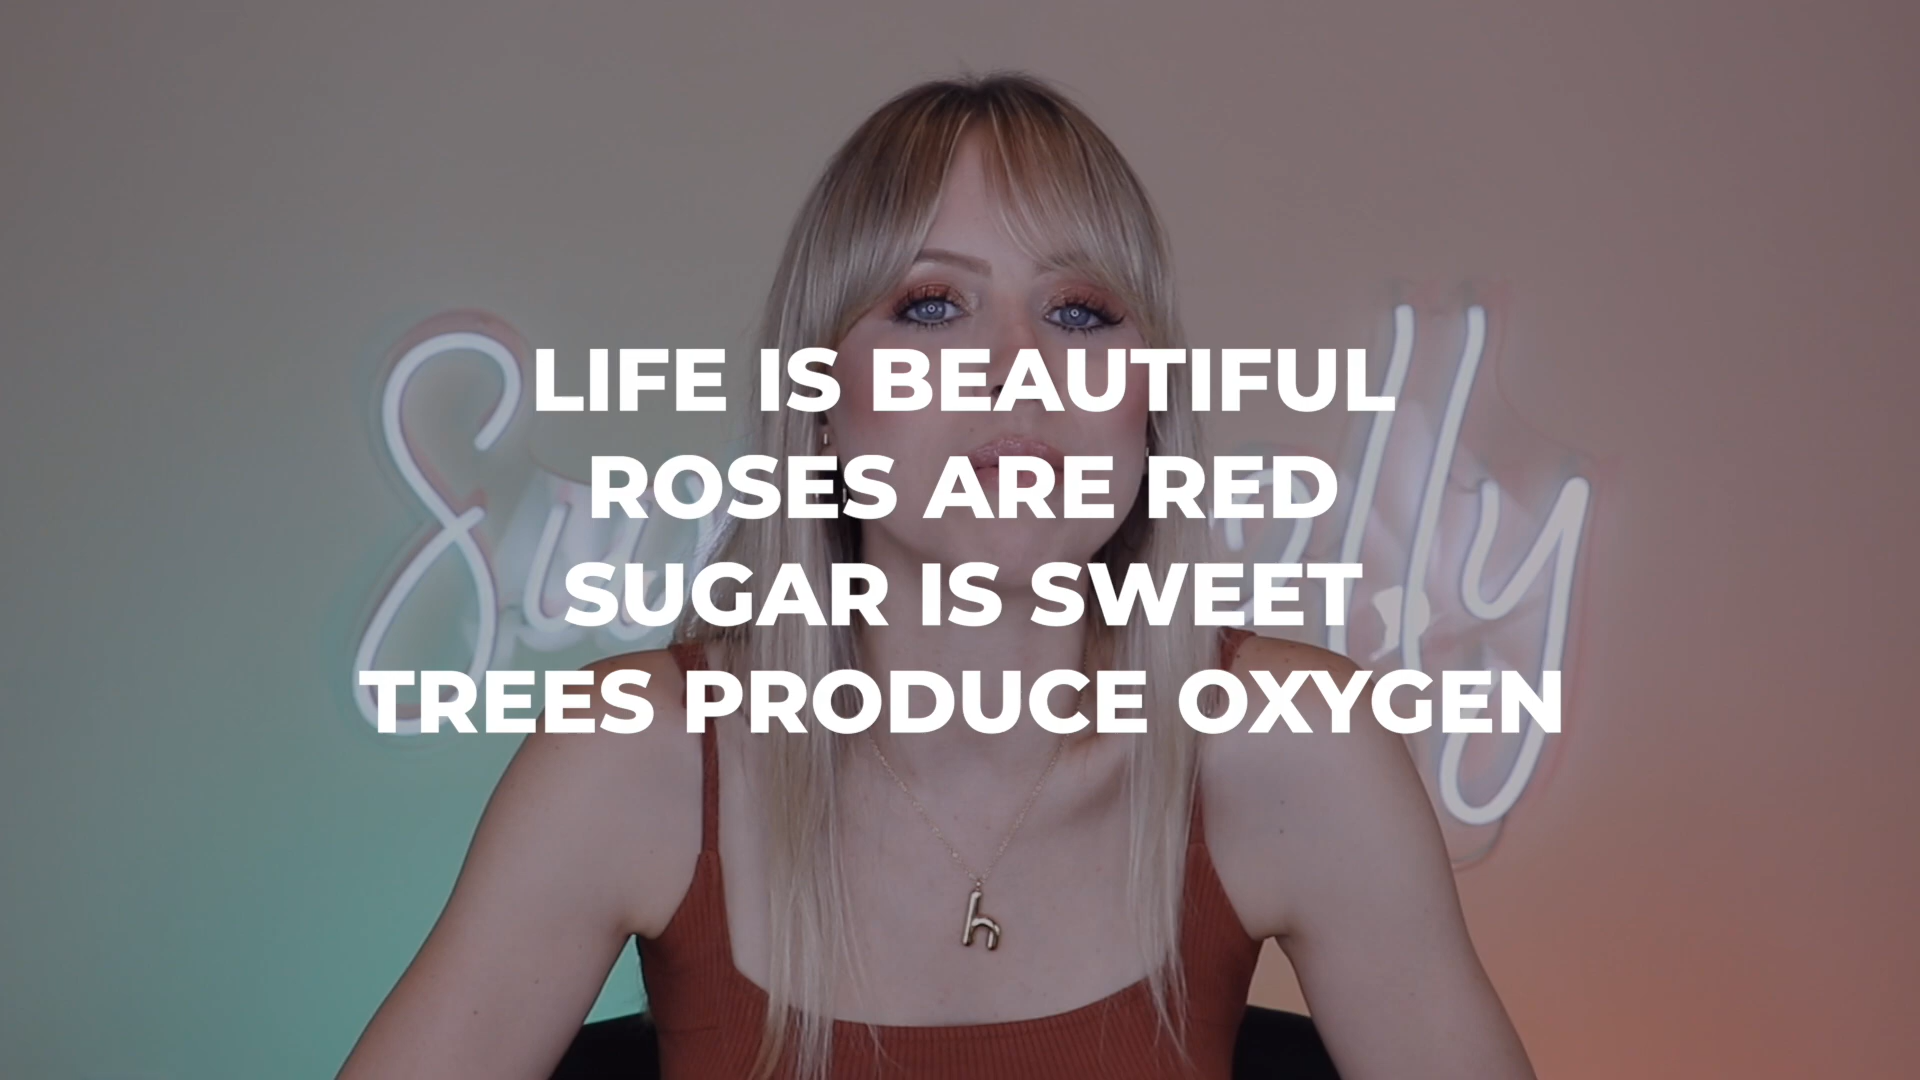 LIFE IS BEAUTIFUL
ROSES ARE RED
SUGAR IS SWEET
TREES PRODUCE OXYGEN
h